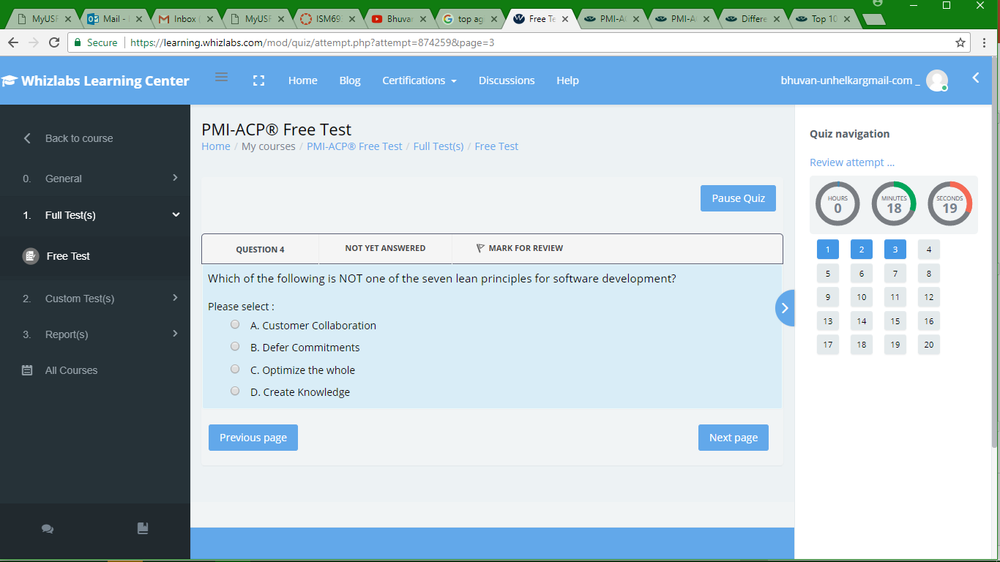 MyUSF
Mail -
Inbox (
MyUSF
ISM69
Bhuvan
top ag
Free Te
PMI-AC
PMI-A
Differe
Top 10
Secure
https://learning.whizlabs.com/mod/quiz/attempt.php?attempt=874259&page=3
Whizlabs Learning Center
Home
Blog
Certifications
Discussions
Help
bhuvan-unhelkargmail-com _
Back to course
0. General
1. Full Test(s)
Free Test
2. Custom Test(s)
3. Report(s)
All Courses
PMI-ACP® Free Test
Home / My courses / PMI-ACP® Free Test / Full Test(s) / Free Test
Pause Quiz
QUESTION 4
NOT YET ANSWERED
MARK FOR REVIEW
Which of the following is NOT one of the seven lean principles for software development?
Please select :
A. Customer Collaboration
B. Defer Commitments
C. Optimize the whole
D. Create Knowledge
Previous page
Next page
Quiz navigation
Review attempt ...
HOURS
0
MINUTES
18
SECONDS
19
1 2 3 4
5 6 7 8
9 10 11 12
13 14 15 16
17 18 19 20